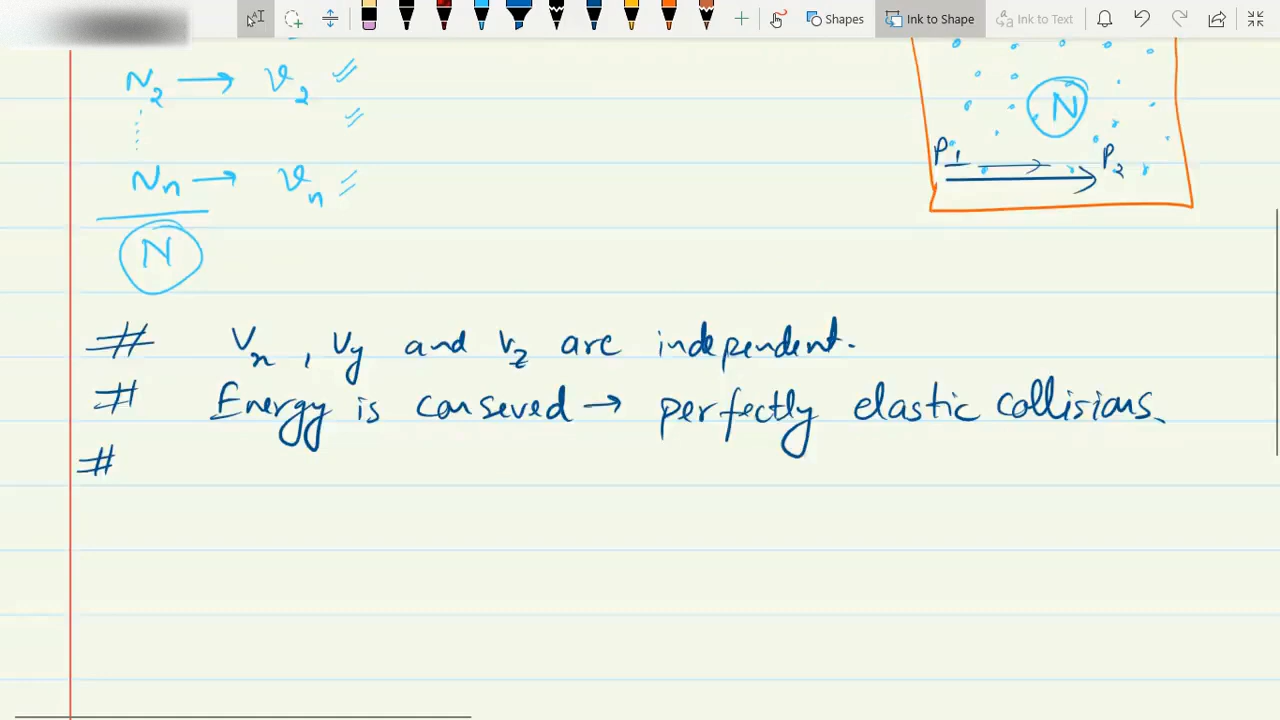 Shapes
Ink to Shape
Ink to Text
N2 → v2 //
//
Nn → vn //
N
N
P1
P2
# Vx, Vy and Vz are independent.
# Energy is conseved → perfectly elastic collisions.
#